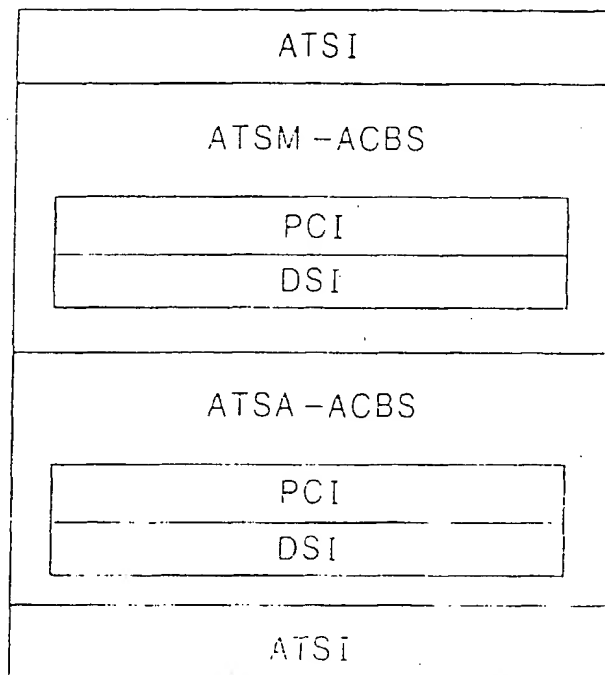 ATSI
ATSM-ACBS
PCI
DSI
ATSA-ACBS
PCI
DSI
ATSI